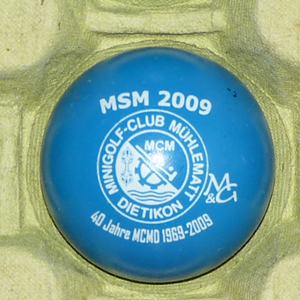 MSM 2009
MINIGOLF-CLUB MÜHLEMATT
MCM
DIETIKON
M&G
40 Jahre MCMD 1969-2009